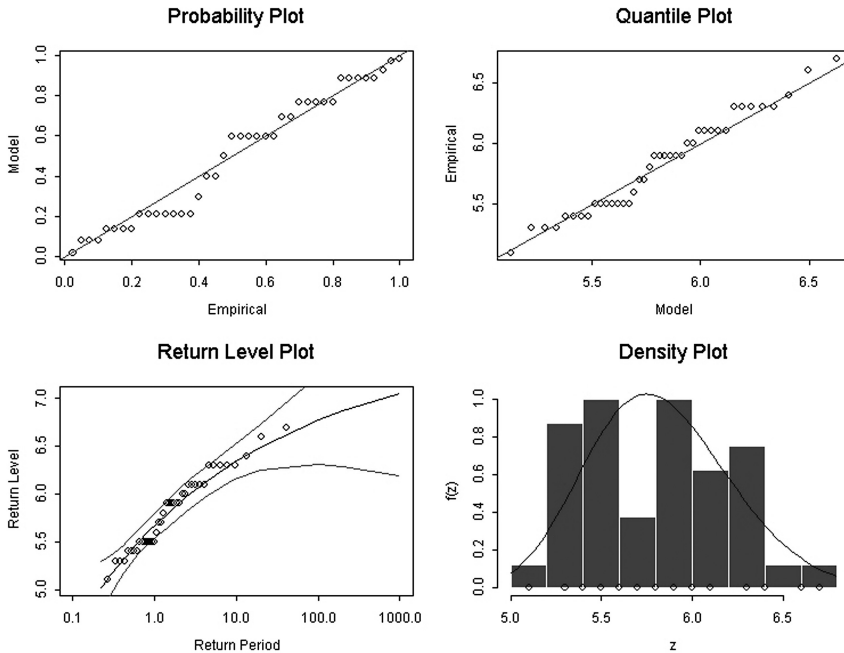 Probability Plot
Model
0.0 0.2 0.4 0.6 0.8 1.0
0.0 0.2 0.4 0.6 0.8 1.0
Empirical
Quantile Plot
Empirical
5.5 6.0 6.5
5.5 6.0 6.5
Model
Return Level Plot
Return Level
5.0 5.5 6.0 6.5 7.0
0.1 1.0 10.0 100.0 1000.0
Return Period
Density Plot
f(z)
0.0 0.2 0.4 0.6 0.8 1.0
5.0 5.5 6.0 6.5
z